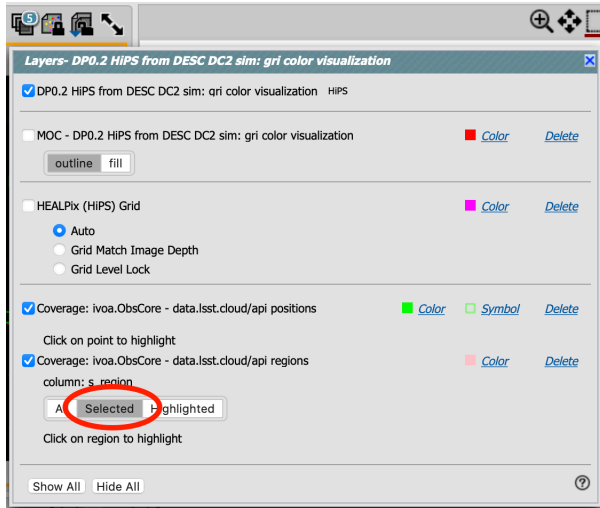 5
Layers- DP0.2 HiPS from DESC DC2 sim: gri color visualization
DP0.2 HiPS from DESC DC2 sim: gri color visualization HiPS
MOC - DP0.2 HiPS from DESC DC2 sim: gri color visualization Color Delete
outline fill
HEALPix (HiPS) Grid Color Delete
Auto
Grid Match Image Depth
Grid Level Lock
Coverage: ivoa.ObsCore - data.lsst.cloud/api positions Color Symbol Delete
Click on point to highlight
Coverage: ivoa.ObsCore - data.lsst.cloud/api regions Color Delete
column: s_region
Selected Highlighted
Click on region to highlight
Show All Hide All ?